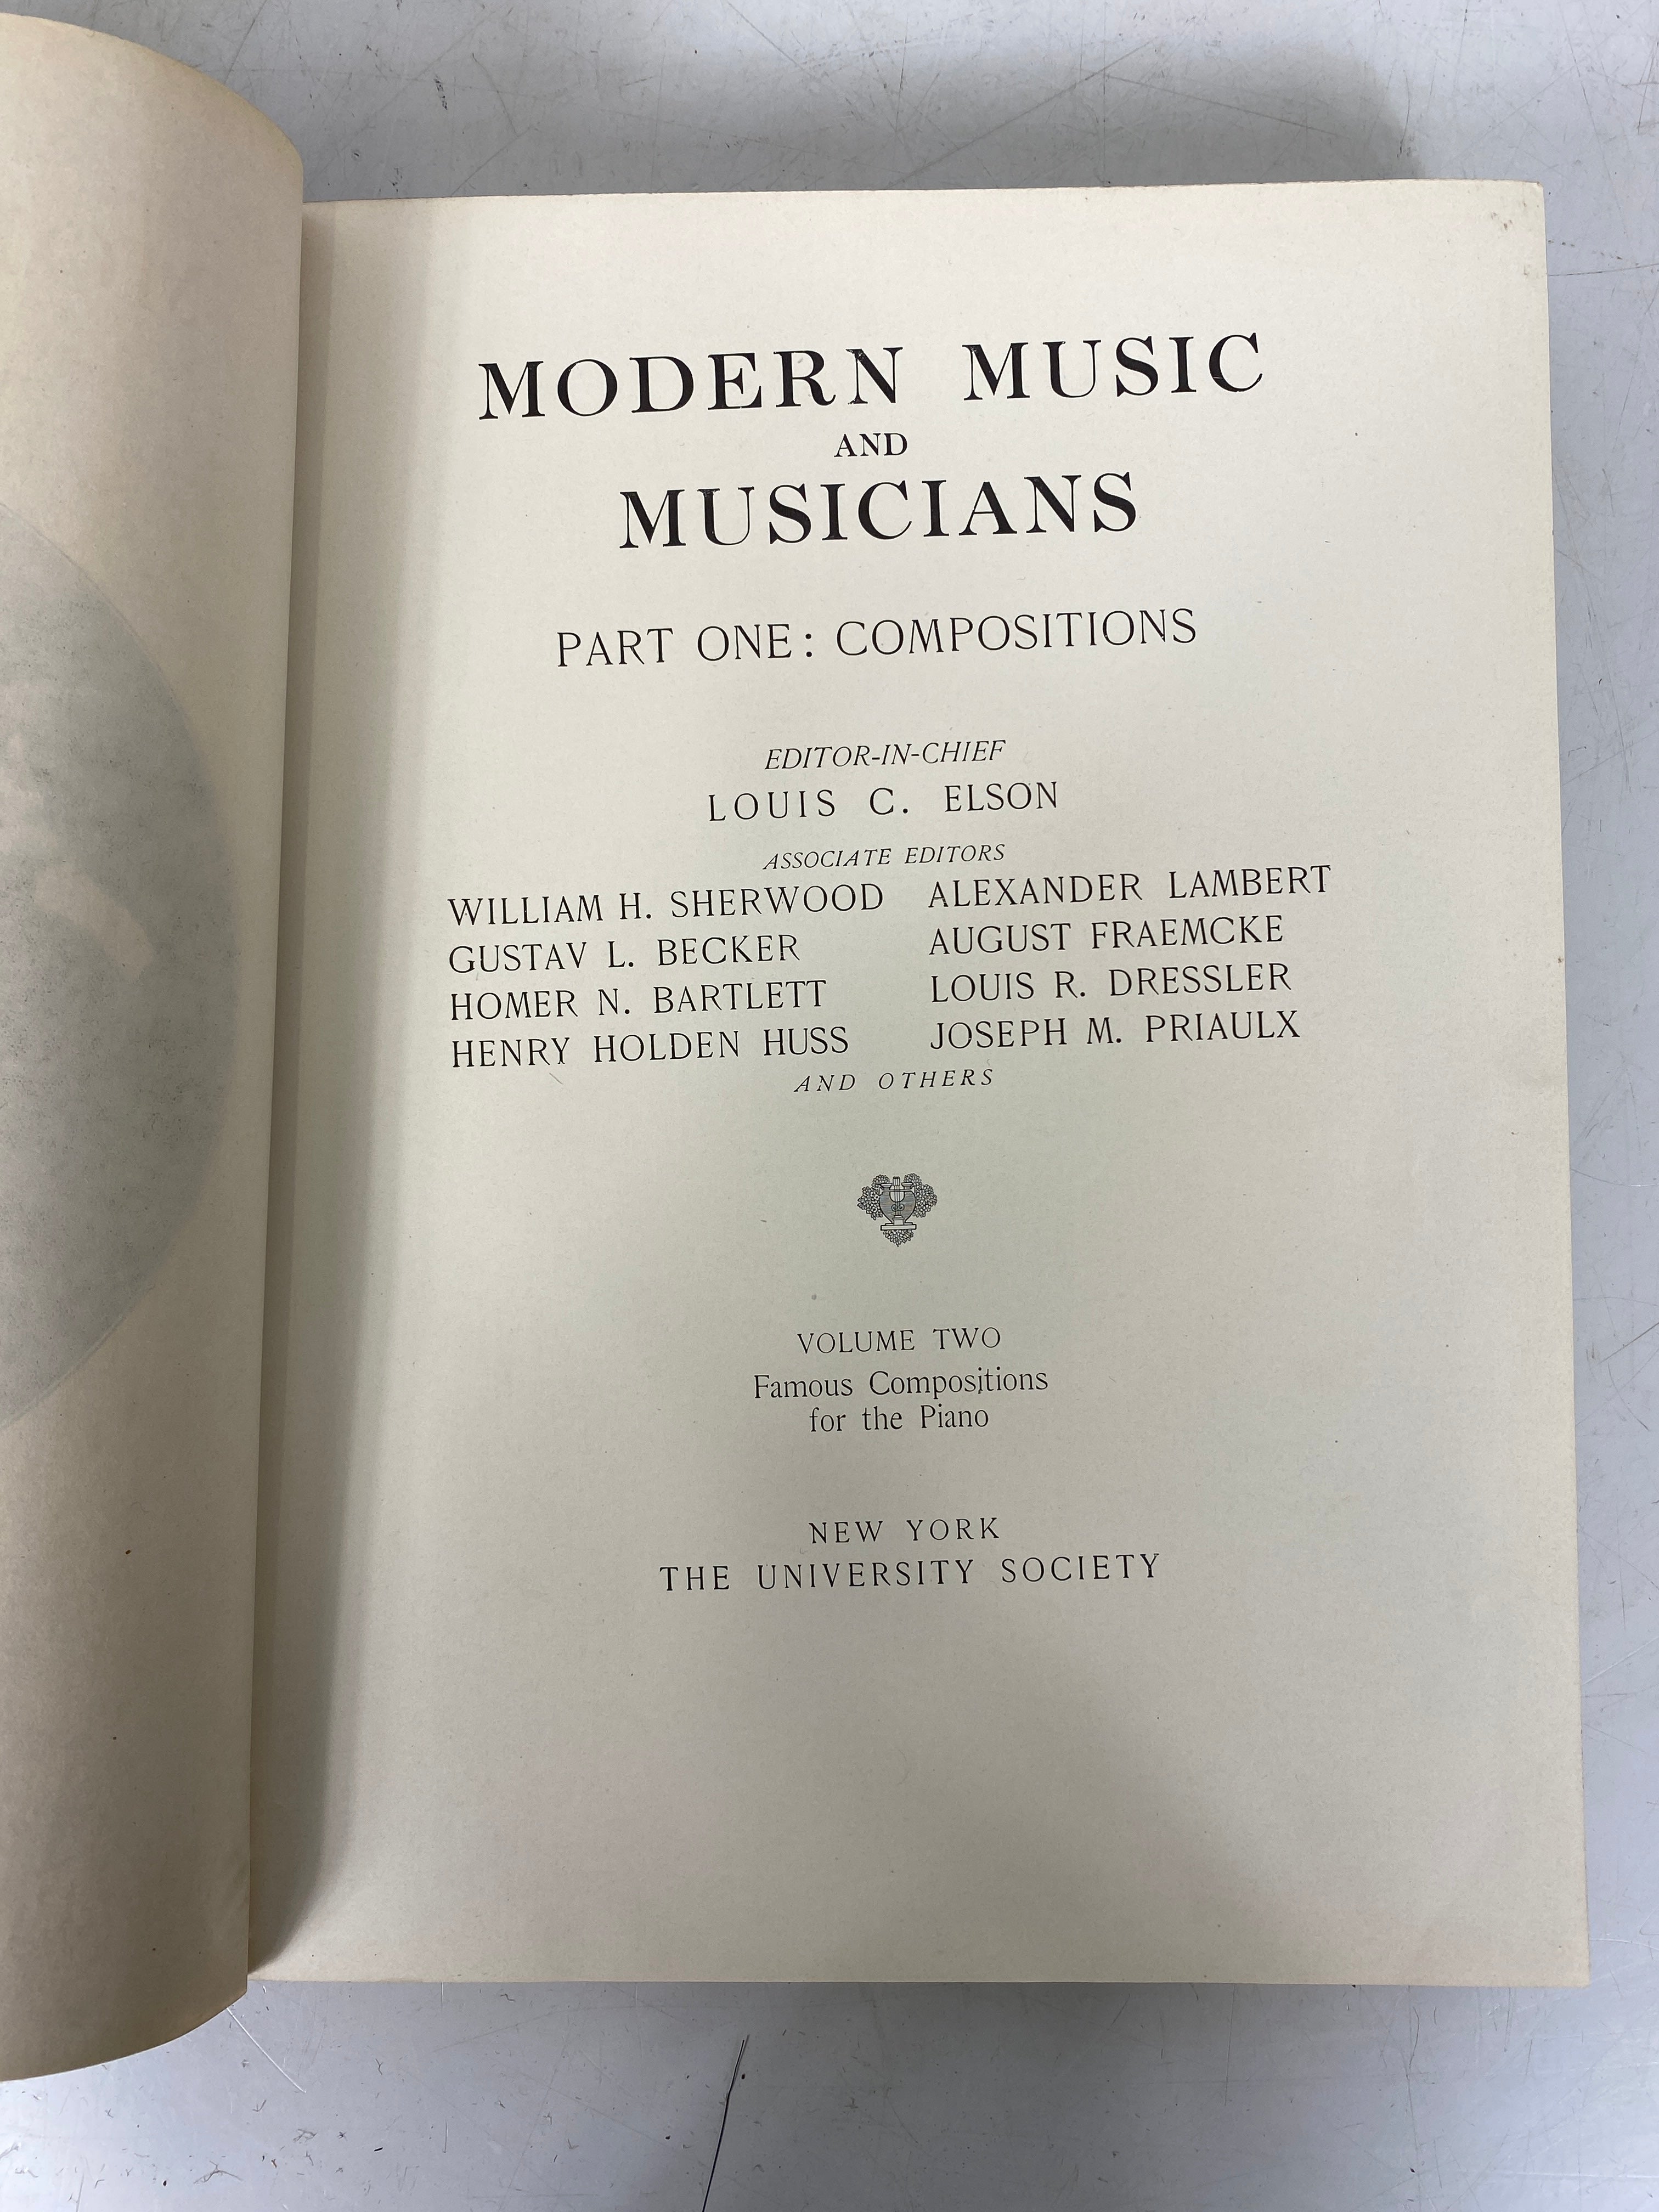 MODERN MUSIC
AND
MUSICIANS
PART ONE: COMPOSITIONS
EDITOR-IN-CHIEF
LOUIS C. ELSON
ASSOCIATE EDITORS
WILLIAM H. SHERWOOD ALEXANDER LAMBERT
GUSTAV L. BECKER AUGUST FRAEMCKE
HOMER N. BARTLETT LOUIS R. DRESSLER
HENRY HOLDEN HUSS JOSEPH M. PRIAULX
AND OTHERS
VOLUME TWO
Famous Compositions
for the Piano
NEW YORK
THE UNIVERSITY SOCIETY